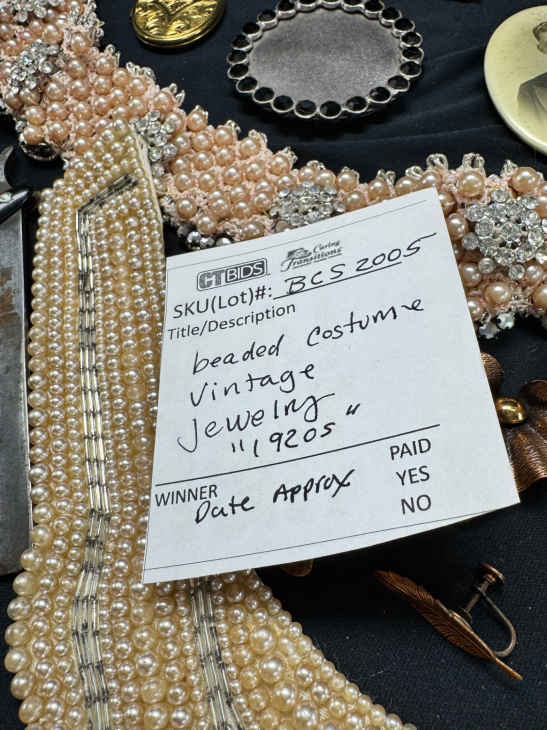 CTBIDS Caring Transitions
SKU(Lot)#: BCS 2005
Title/Description
beaded costume
vintage
jewelry
"1920s"
PAID
WINNER YES
Date Approx NO